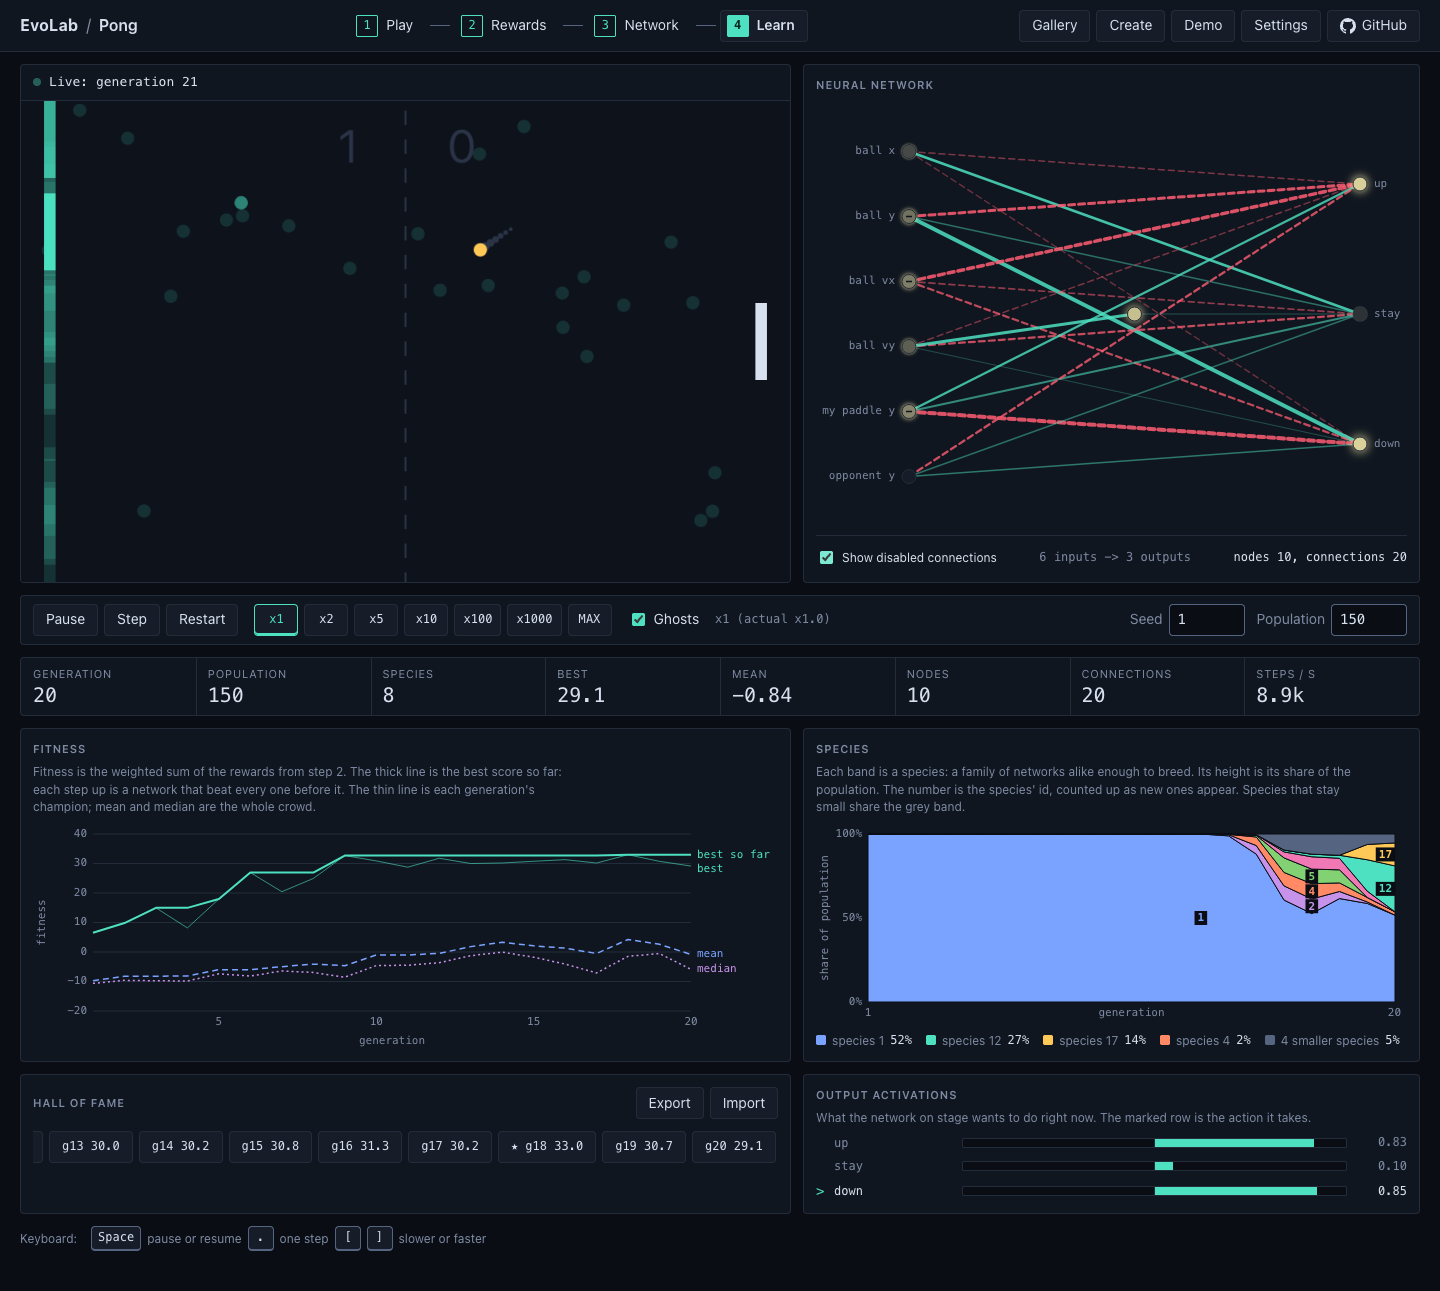 EvoLab / Pong
1 Play
2 Rewards
3 Network
4 Learn
Gallery
Create
Demo
Settings
GitHub
Live: generation 21
1 0
NEURAL NETWORK
ball x
ball y
ball vx
ball vy
my paddle y
opponent y
up
stay
down
Show disabled connections
6 inputs -> 3 outputs
nodes 10, connections 20
Pause
Step
Restart
x1
x2
x5
x10
x100
x1000
MAX
Ghosts
x1 (actual x1.0)
Seed 1
Population 150
GENERATION
20
POPULATION
150
SPECIES
8
BEST
29.1
MEAN
−0.84
NODES
10
CONNECTIONS
20
STEPS / S
8.9k
FITNESS
Fitness is the weighted sum of the rewards from step 2. The thick line is the best score so far:
each step up is a network that beat every one before it. The thin line is each generation's
champion; mean and median are the whole crowd.
40
30
20
10
0
−10
−20
fitness
5
10
15
20
generation
best so far
best
mean
median
SPECIES
Each band is a species: a family of networks alike enough to breed. Its height is its share of the
population. The number is the species' id, counted up as new ones appear. Species that stay
small share the grey band.
100%
50%
0%
share of population
1
5
4
2
17
12
1
20
generation
species 1 52%
species 12 27%
species 17 14%
species 4 2%
4 smaller species 5%
HALL OF FAME
Export
Import
g13 30.0
g14 30.2
g15 30.8
g16 31.3
g17 30.2
★ g18 33.0
g19 30.7
g20 29.1
OUTPUT ACTIVATIONS
What the network on stage wants to do right now. The marked row is the action it takes.
up 0.83
stay 0.10
> down 0.85
Keyboard: Space pause or resume . one step [ ] slower or faster